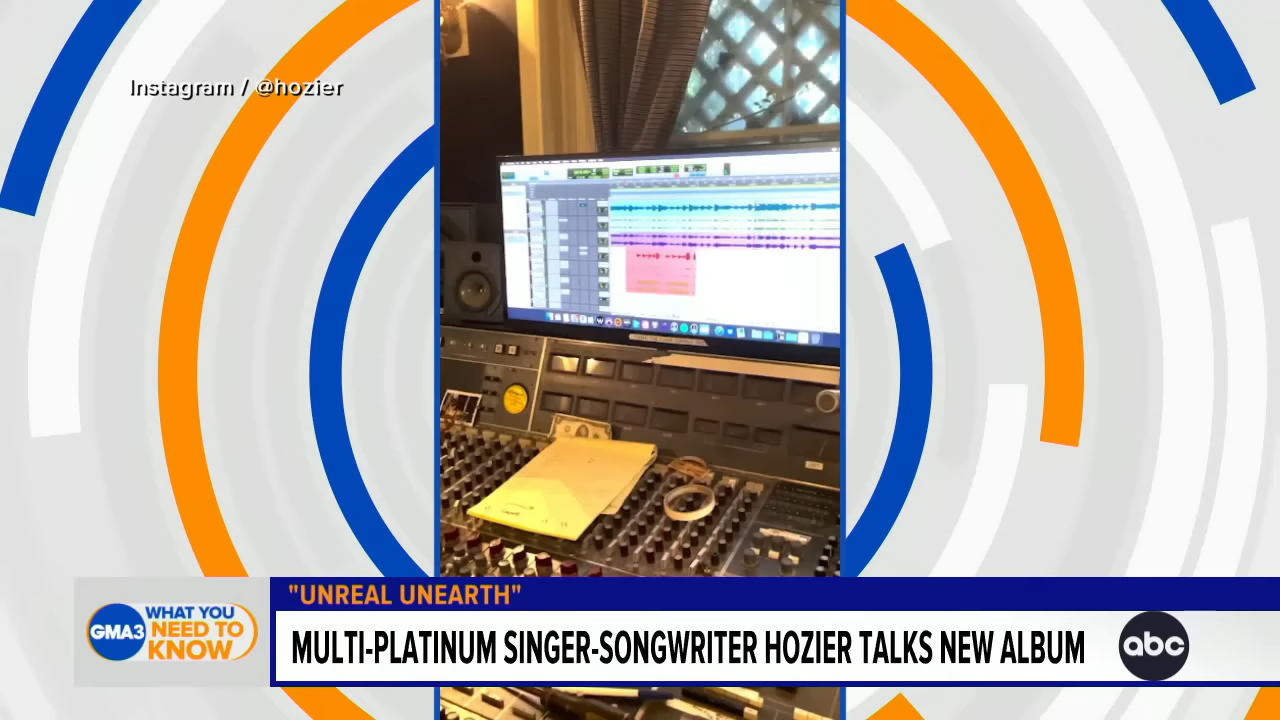 Instagram / @hozier
"UNREAL UNEARTH"
GMA3
WHAT YOU
NEED TO
KNOW
MULTI-PLATINUM SINGER-SONGWRITER HOZIER TALKS NEW ALBUM
abc